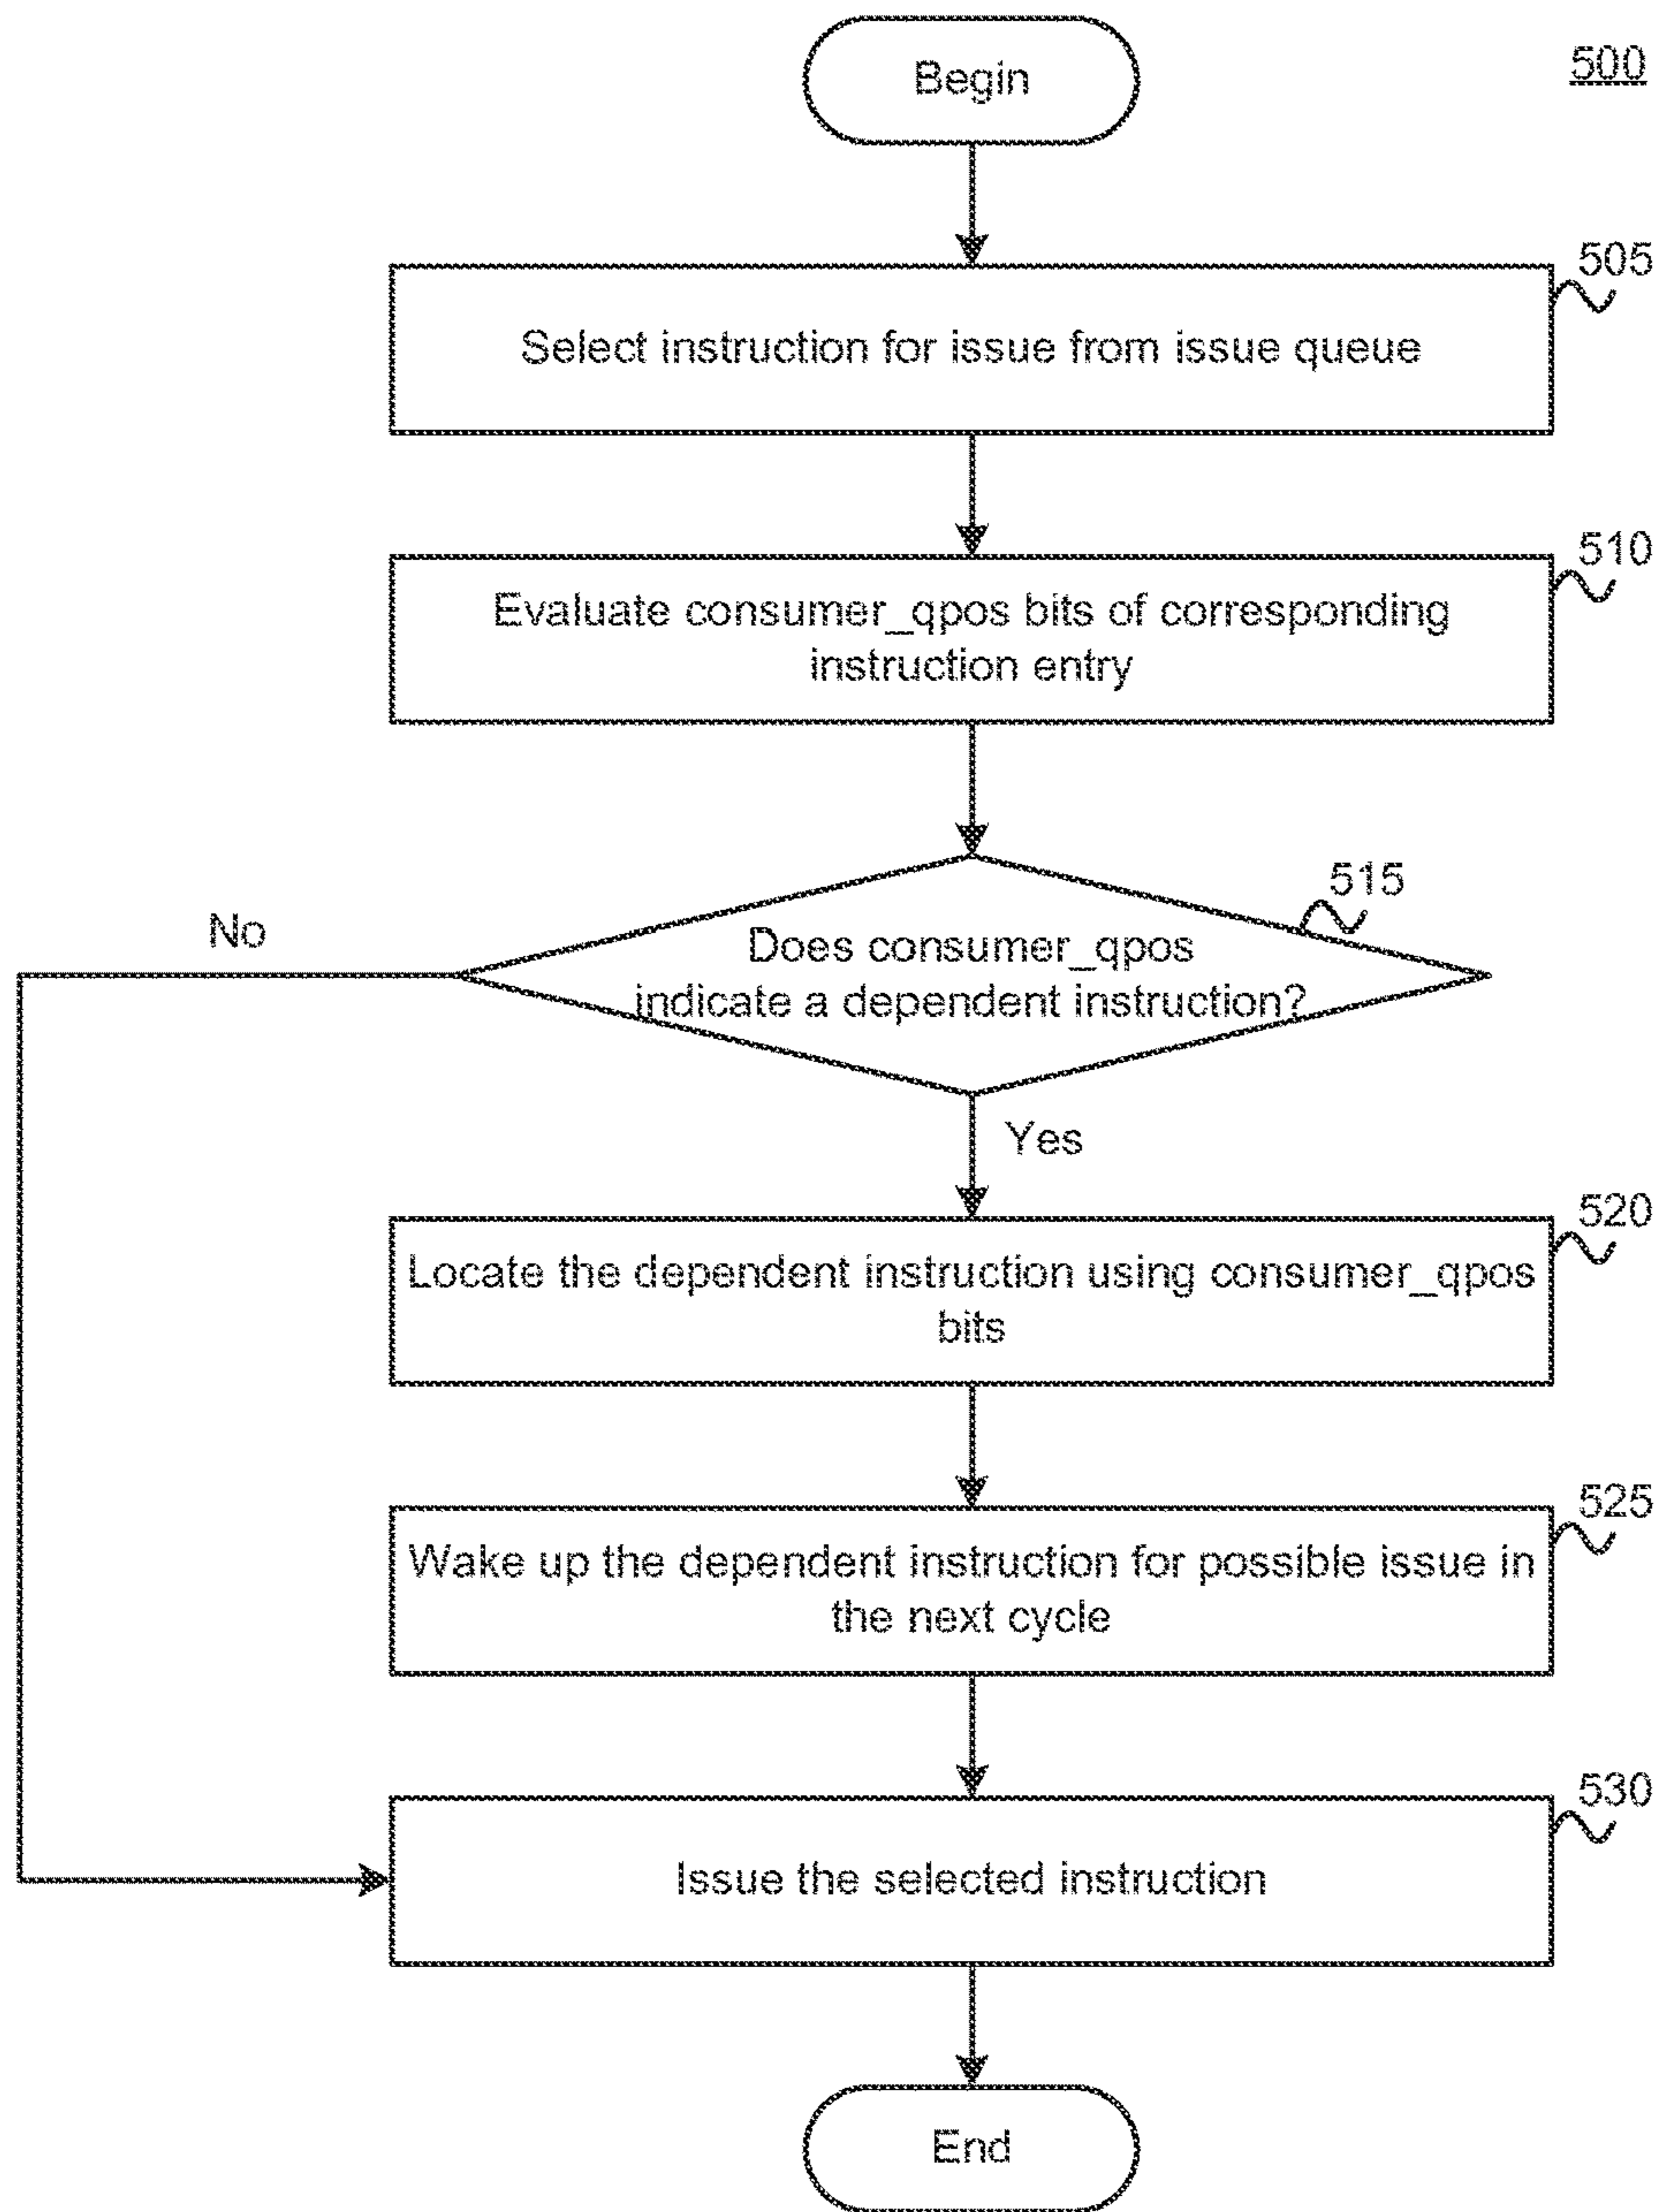 Begin
500
505
Select instruction for issue from issue queue
510
Evaluate consumer_qpos bits of corresponding
instruction entry
515
No
Does consumer_qpos
indicate a dependent instruction?
Yes
520
Locate the dependent instruction using consumer_qpos
bits
525
Wake up the dependent instruction for possible issue in
the next cycle
530
Issue the selected instruction
End